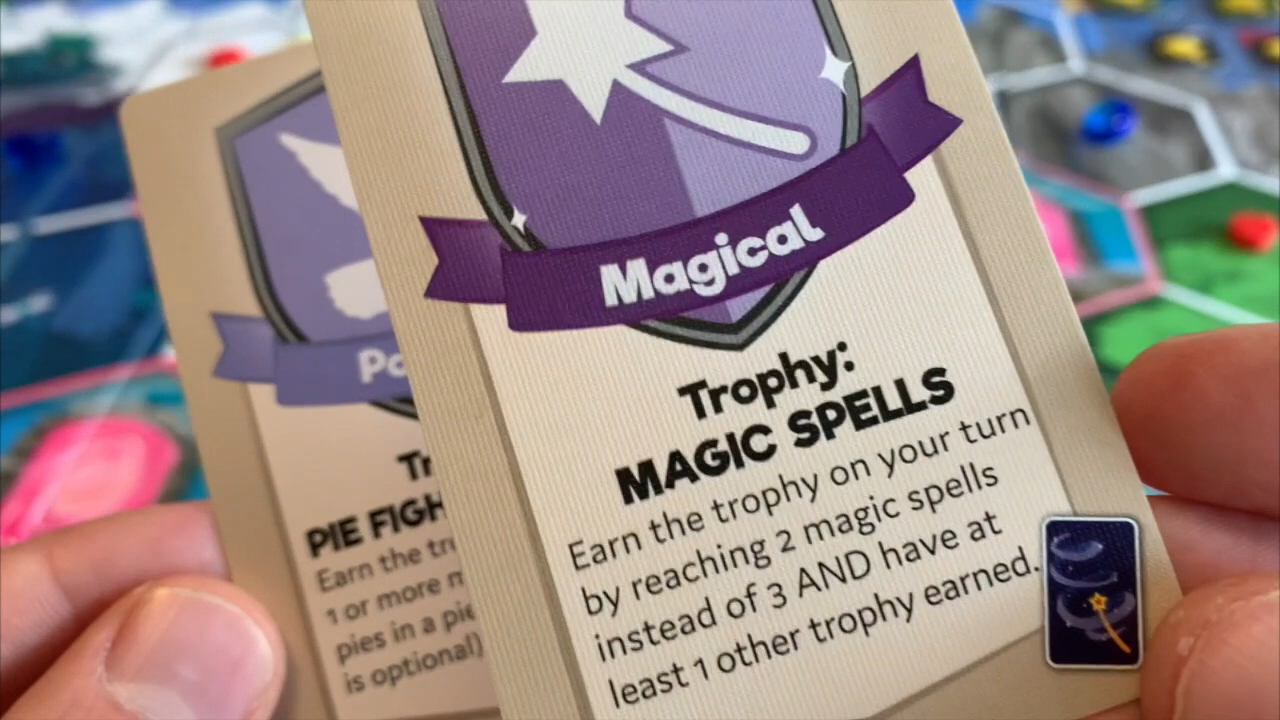 Magical
Trophy:
MAGIC SPELLS
Earn the trophy on your turn
by reaching 2 magic spells
instead of 3 AND have at
least 1 other trophy earned.
PIE
Earn the
1 or more
pies in a pie
is optional)